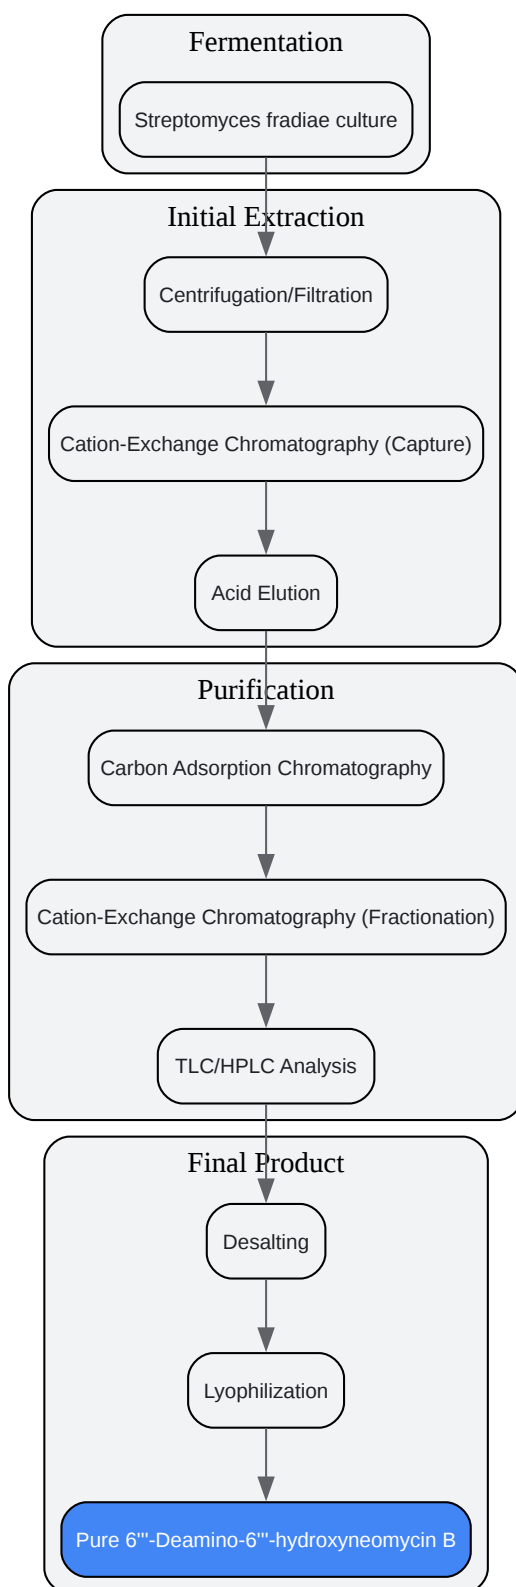 Fermentation
Streptomyces fradiae culture
Initial Extraction
Centrifugation/Filtration
Cation-Exchange Chromatography (Capture)
Acid Elution
Purification
Carbon Adsorption Chromatography
Cation-Exchange Chromatography (Fractionation)
TLC/HPLC Analysis
Final Product
Desalting
Lyophilization
Pure 6'''-Deamino-6'''-hydroxyneomycin B